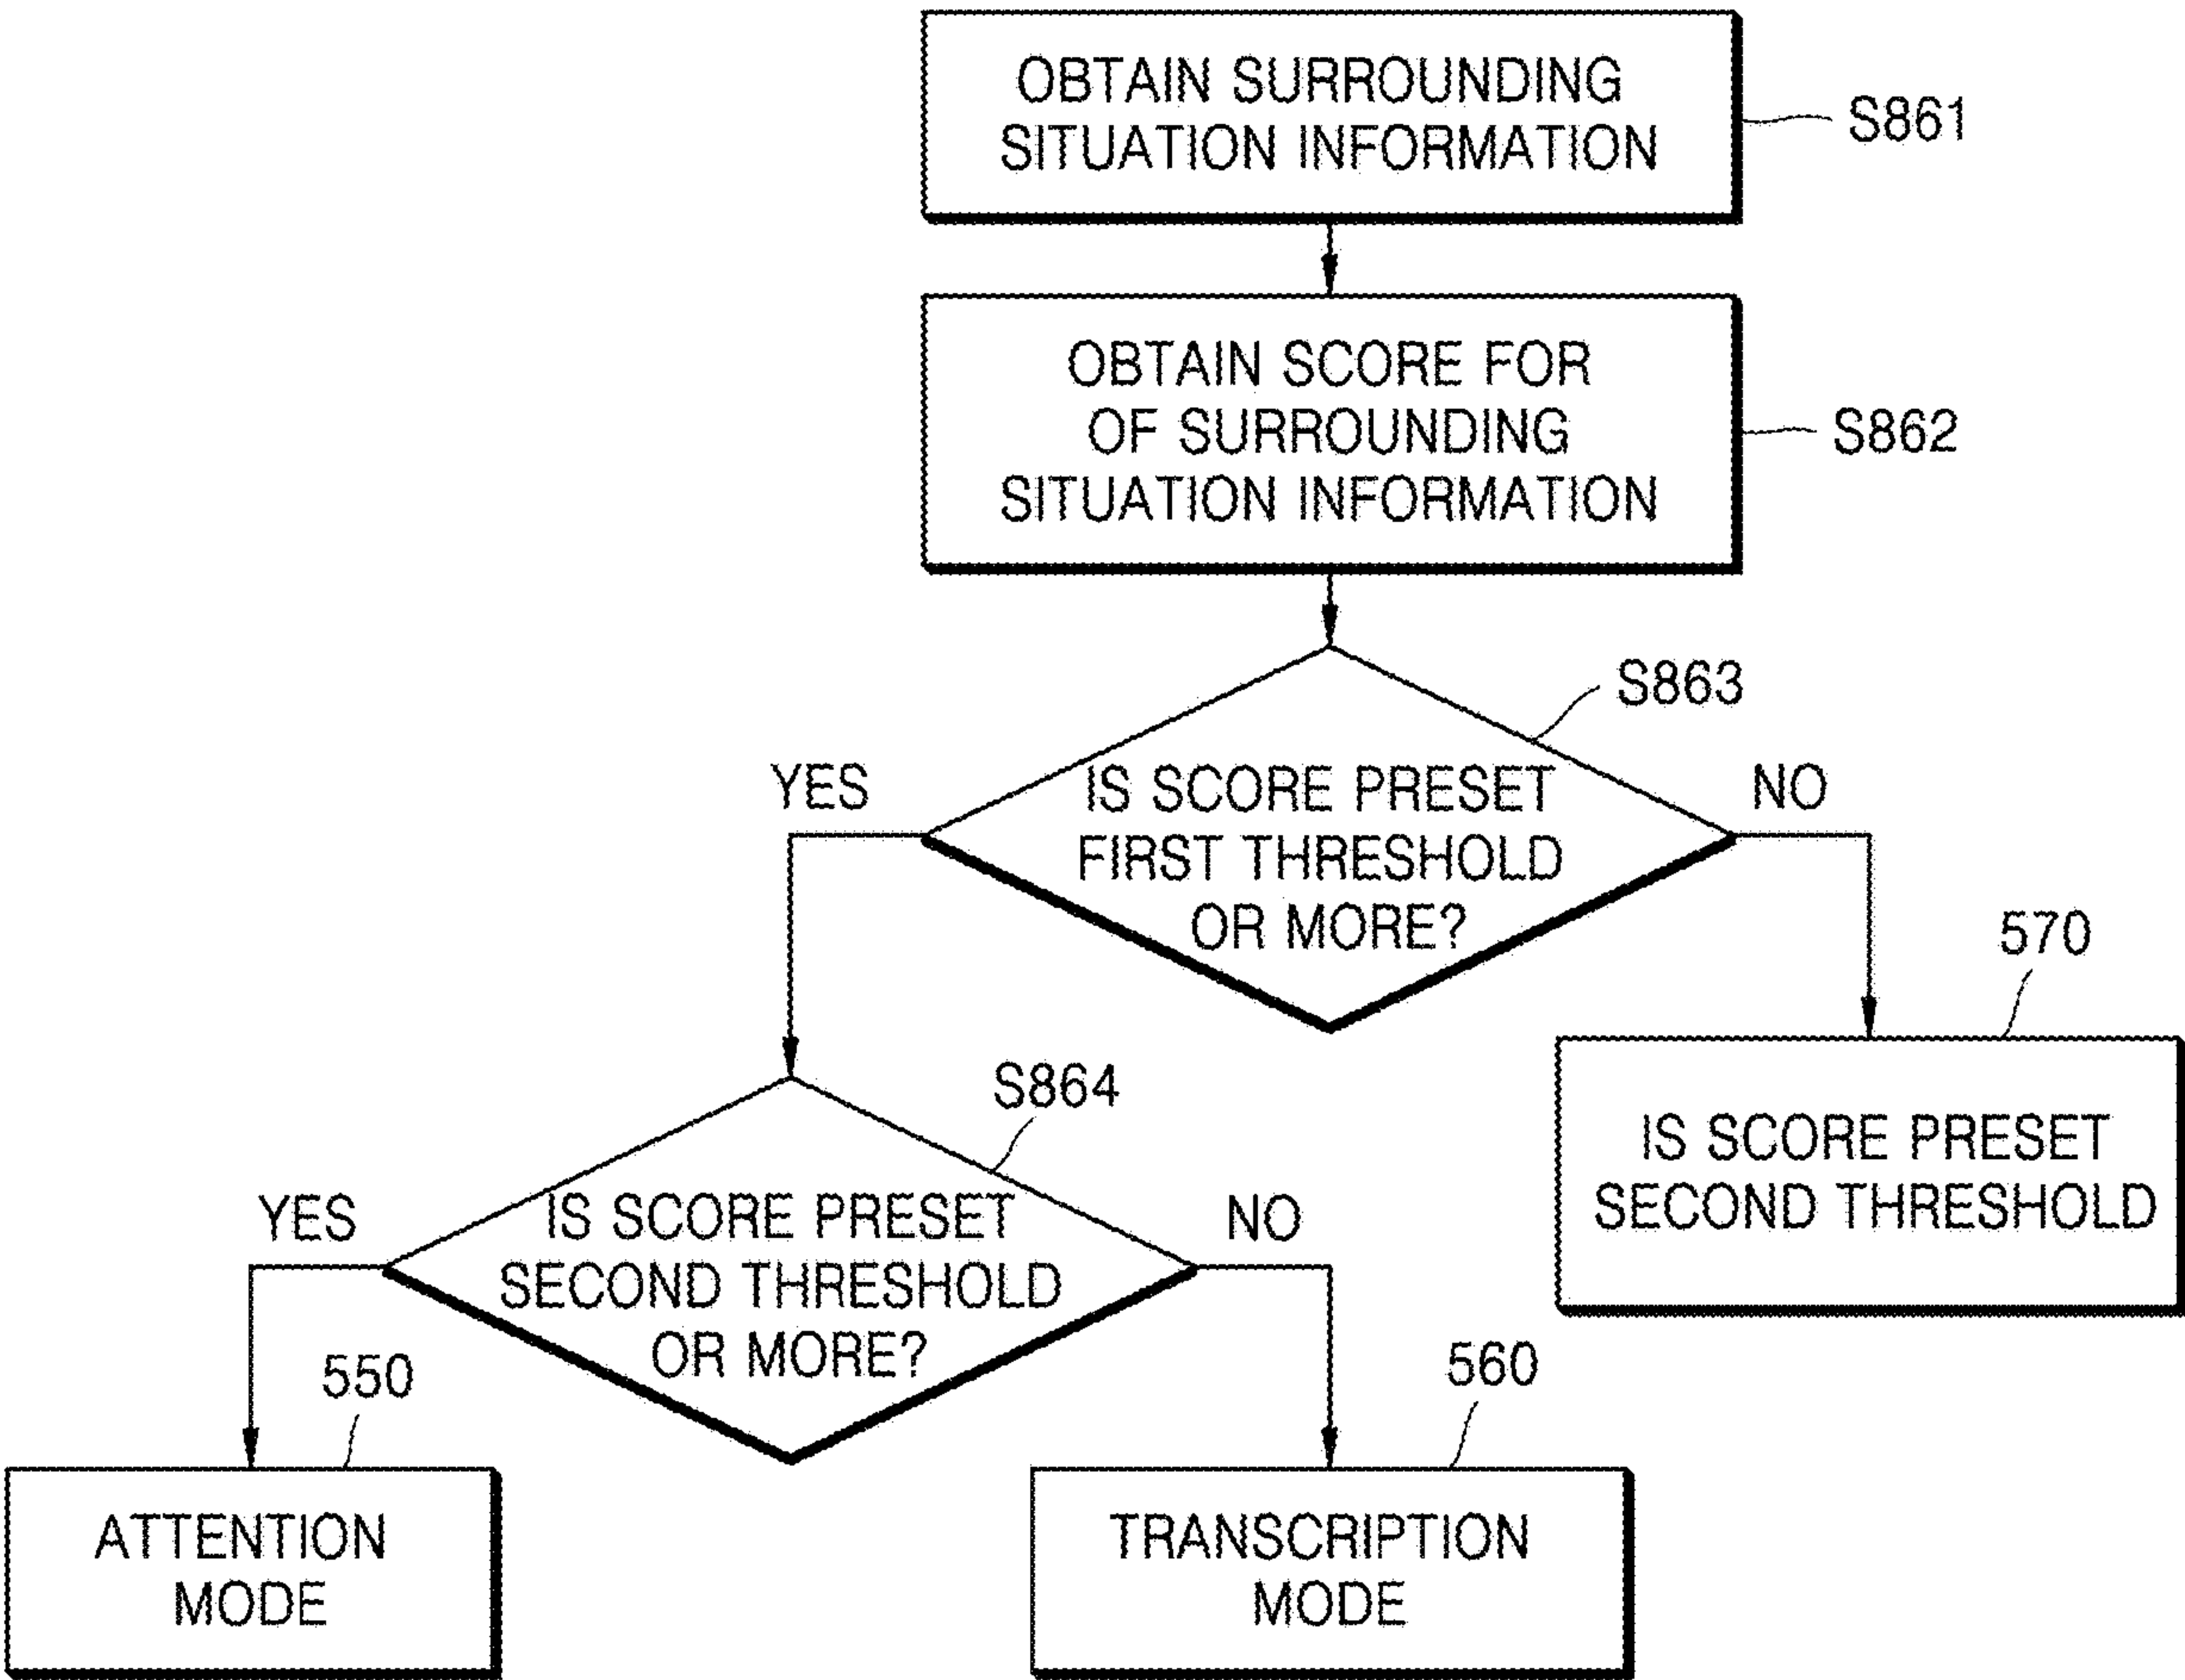 OBTAIN SURROUNDING
SITUATION INFORMATION
S861
OBTAIN SCORE FOR
OF SURROUNDING
SITUATION INFORMATION
S862
S863
YES
IS SCORE PRESET
FIRST THRESHOLD
OR MORE?
NO
570
IS SCORE PRESET
SECOND THRESHOLD
S864
YES
IS SCORE PRESET
SECOND THRESHOLD
OR MORE?
NO
550
ATTENTION
MODE
560
TRANSCRIPTION
MODE